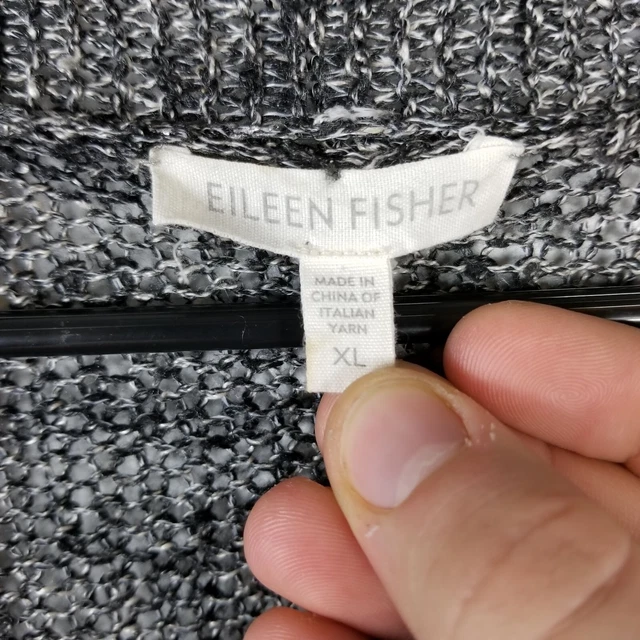 EILEEN FISHER
MADE IN
CHINA OF
ITALIAN
YARN
XL